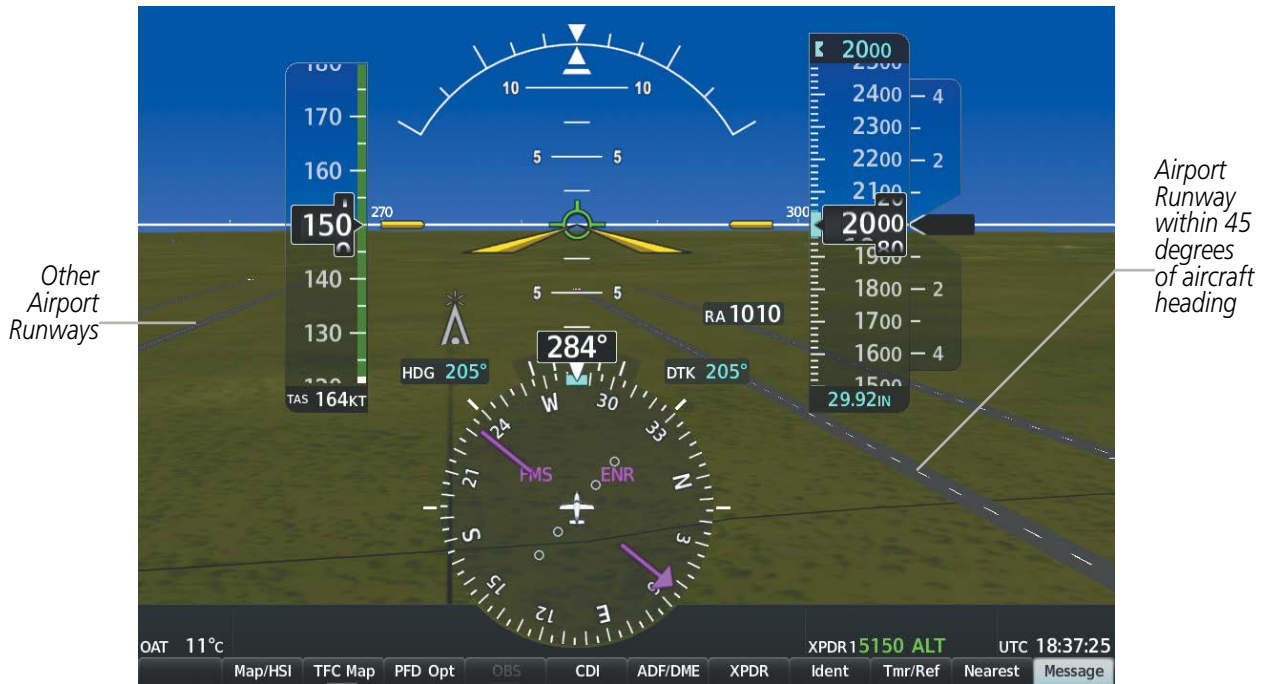 2000
170
160
150
140
130
TAS 164KT
10 10
5 5
270
300
5 5
2400
2300
2200
2100
2000
1900
1800
1700
1600
29.92IN
4
2
2
4
RA 1010
284°
HDG 205°
DTK 205°
W
30
33
N
3
E
12
15
S
21
24
FMS ENR
Other
Airport
Runways
Airport
Runway
within 45
degrees
of aircraft
heading
OAT 11°C
XPDR1 5150 ALT
UTC 18:37:25
Map/HSI TFC Map PFD Opt OBS CDI ADF/DME XPDR Ident Tmr/Ref Nearest Message